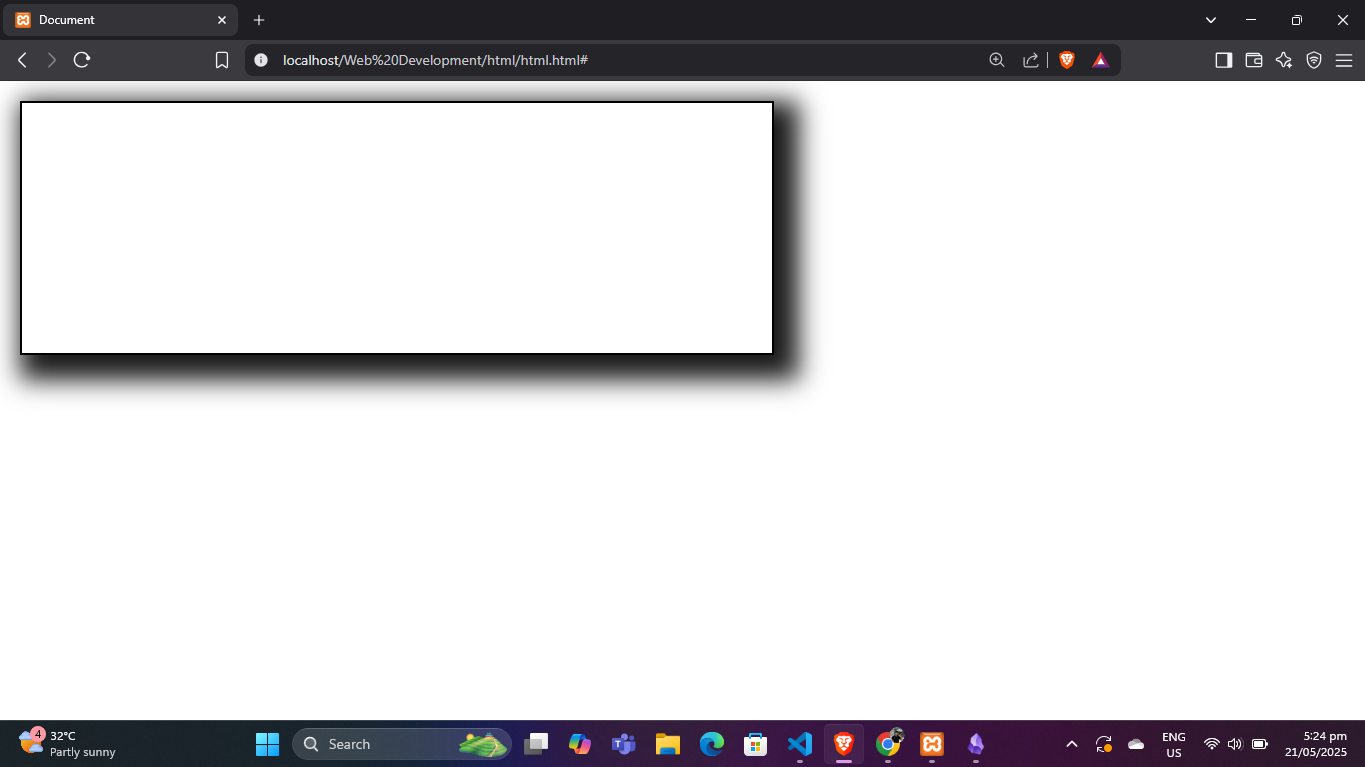 Document
localhost/Web%20Development/html/html.html#
4
32°C
Partly sunny
Search
ENG
US
5:24 pm
21/05/2025